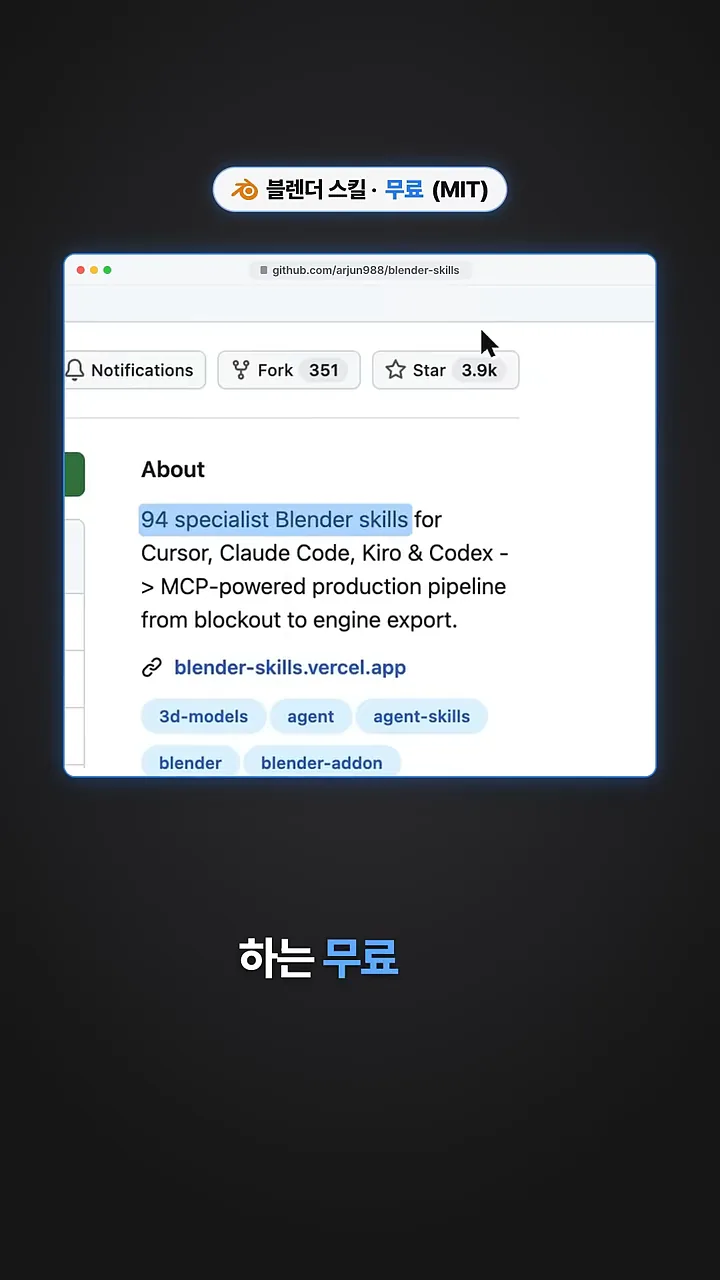 블렌더 스킬 · 무료 (MIT)
github.com/arjun988/blender-skills
Notifications Fork 351 Star 3.9k
About
94 specialist Blender skills for
Cursor, Claude Code, Kiro & Codex -
> MCP-powered production pipeline
from blockout to engine export.
blender-skills.vercel.app
3d-models agent agent-skills
blender blender-addon
하는 무료